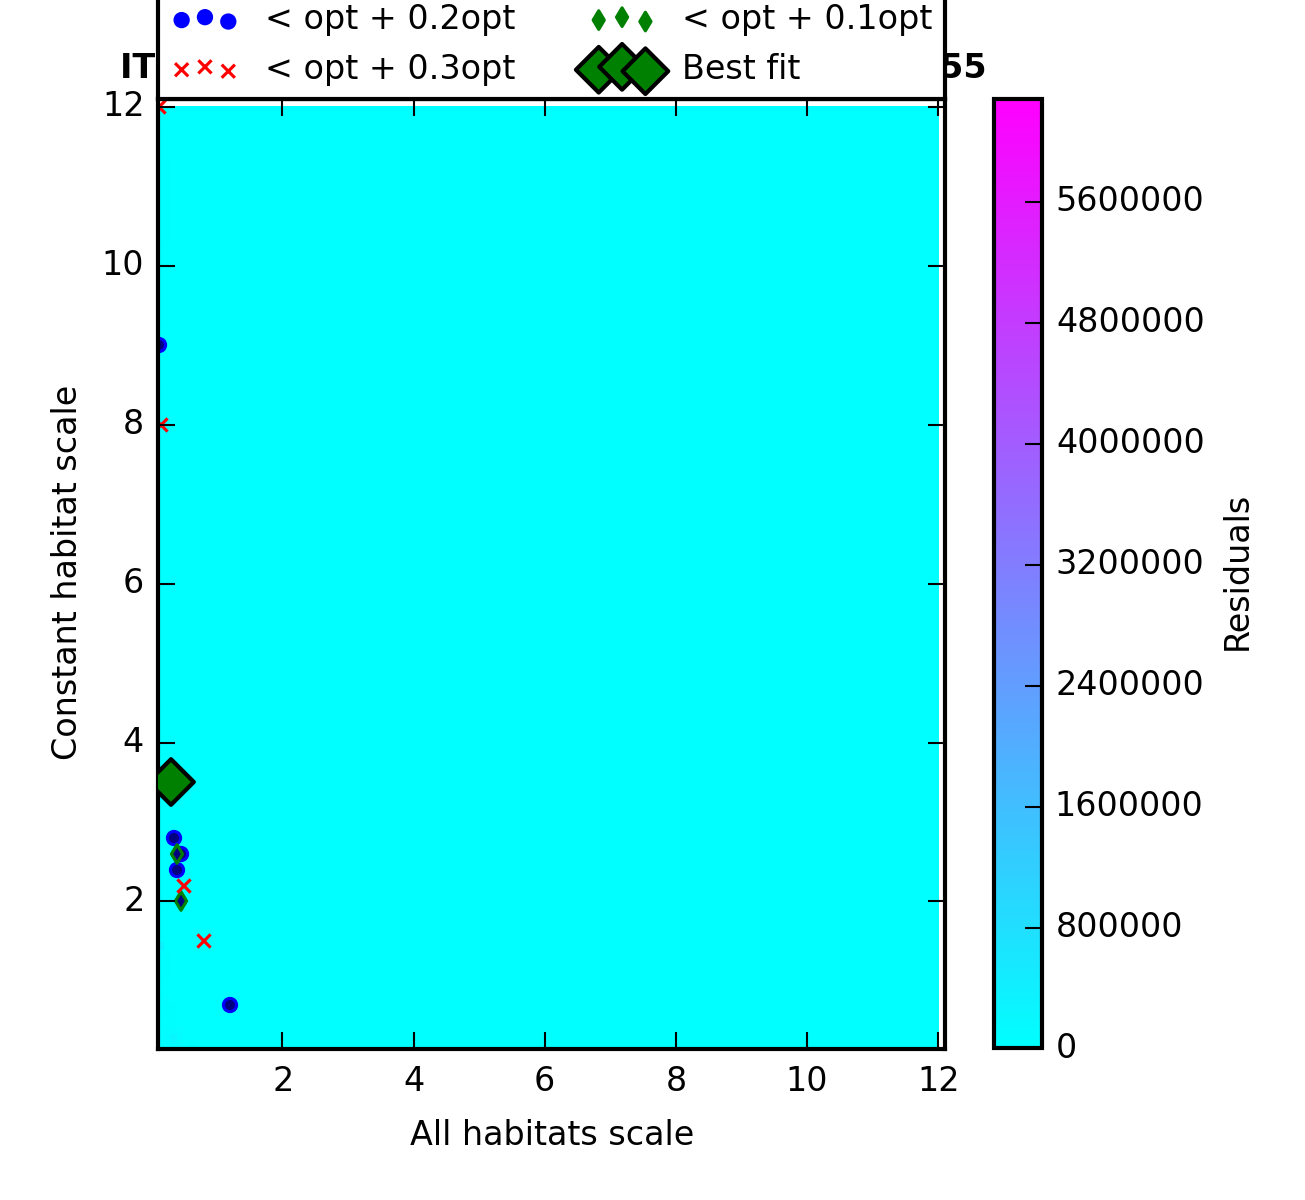 < opt + 0.2opt < opt + 0.1opt
IT < opt + 0.3opt Best fit 55
12
10
8
6
4
2
Constant habitat scale
2 4 6 8 10 12
All habitats scale
5600000
4800000
4000000
3200000
2400000
1600000
800000
0
Residuals